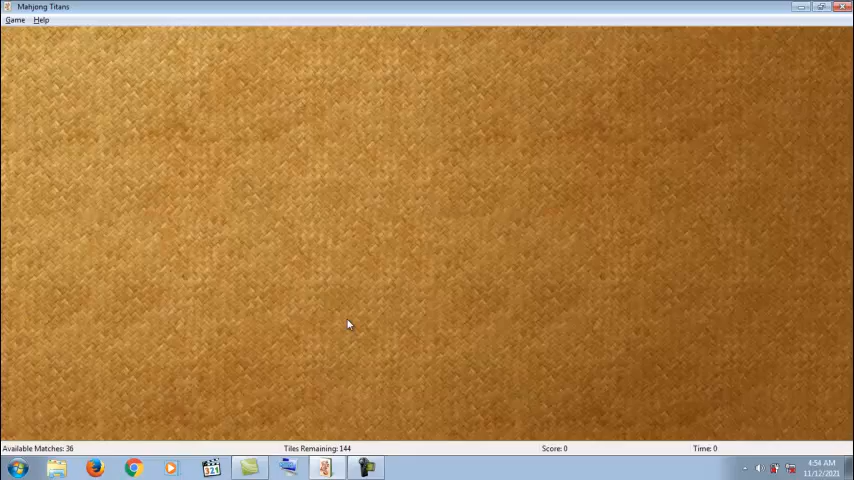 Mahjong Titans
Game Help
Available Matches: 36 Tiles Remaining: 144 Score: 0 Time: 0
321 4:54 AM
11/12/2021